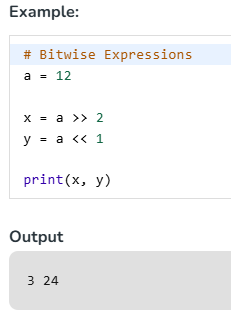 Example:
# Bitwise Expressions
a = 12
x = a >> 2
y = a << 1
print(x, y)
Output
3 24